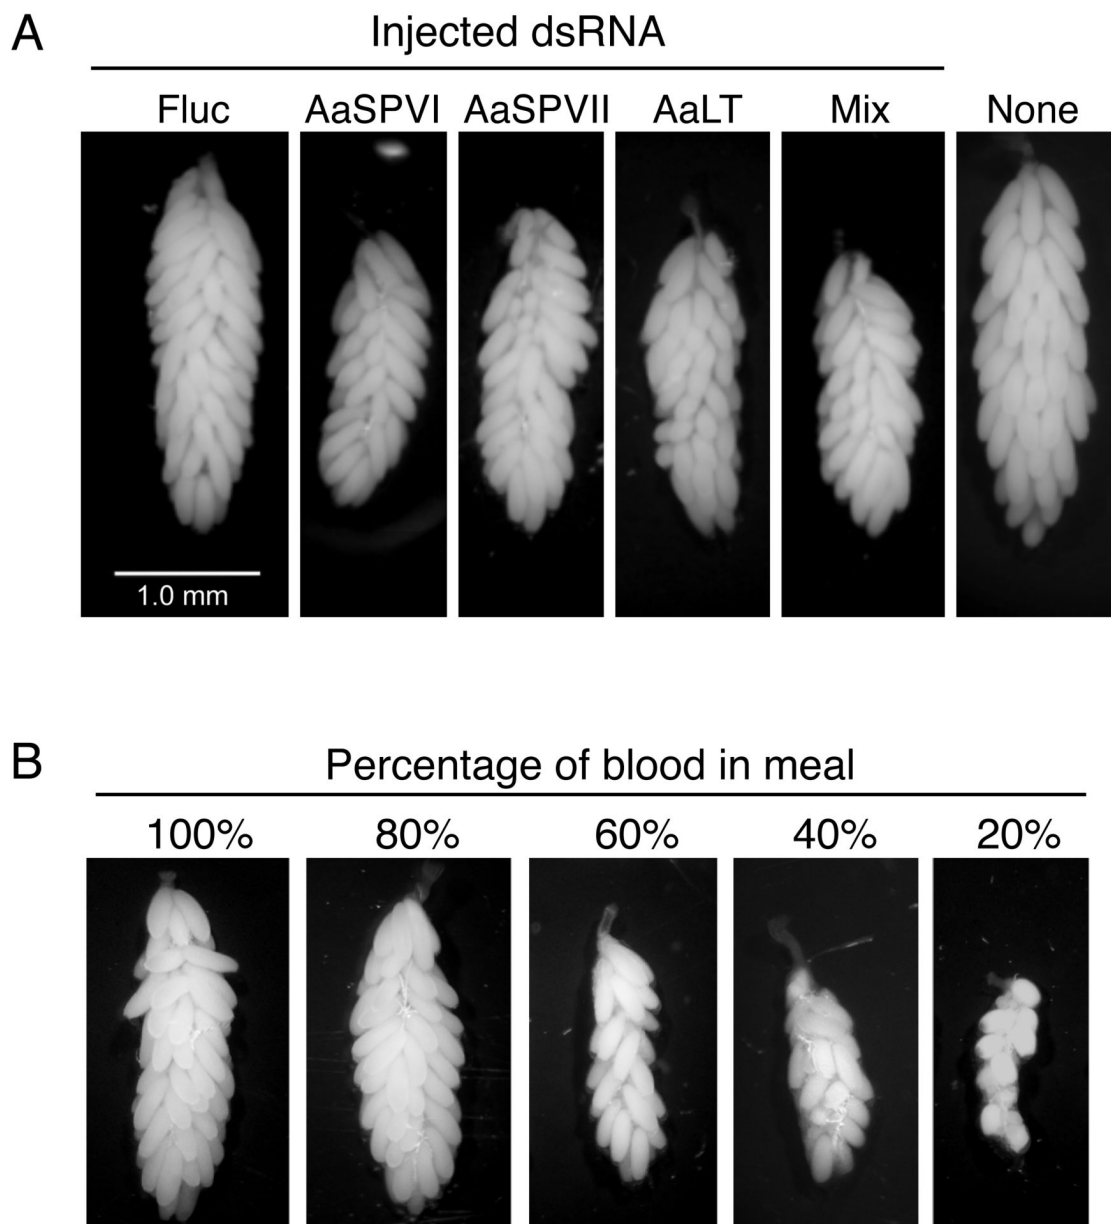 A
Injected dsRNA
Fluc AaSPVI AaSPVII AaLT Mix None
1.0 mm
B
Percentage of blood in meal
100% 80% 60% 40% 20%